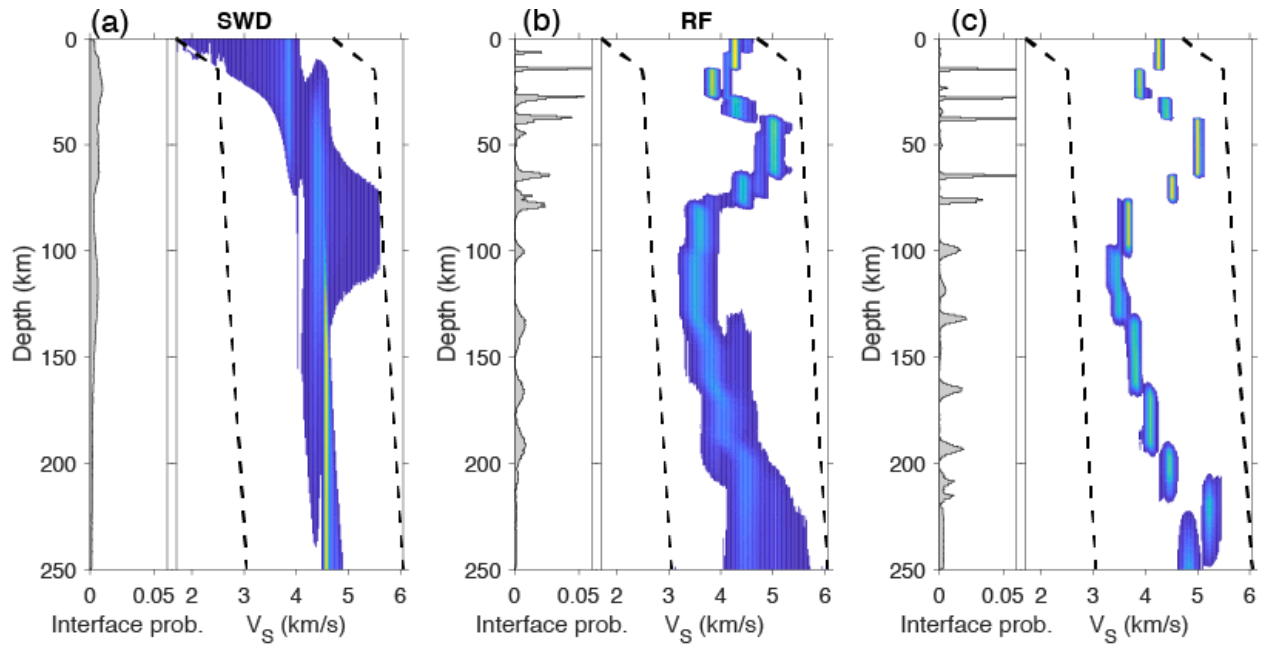 (a) SWD (b) RF (c)
0 0 0
50 50 50
100 100 100
150 150 150
200 200 200
250 250 250
Depth (km) Depth (km) Depth (km)
0 0.05 2 3 4 5 6 0 0.05 2 3 4 5 6 0 0.05 2 3 4 5 6
Interface prob. V_S (km/s) Interface prob. V_S (km/s) Interface prob. V_S (km/s)